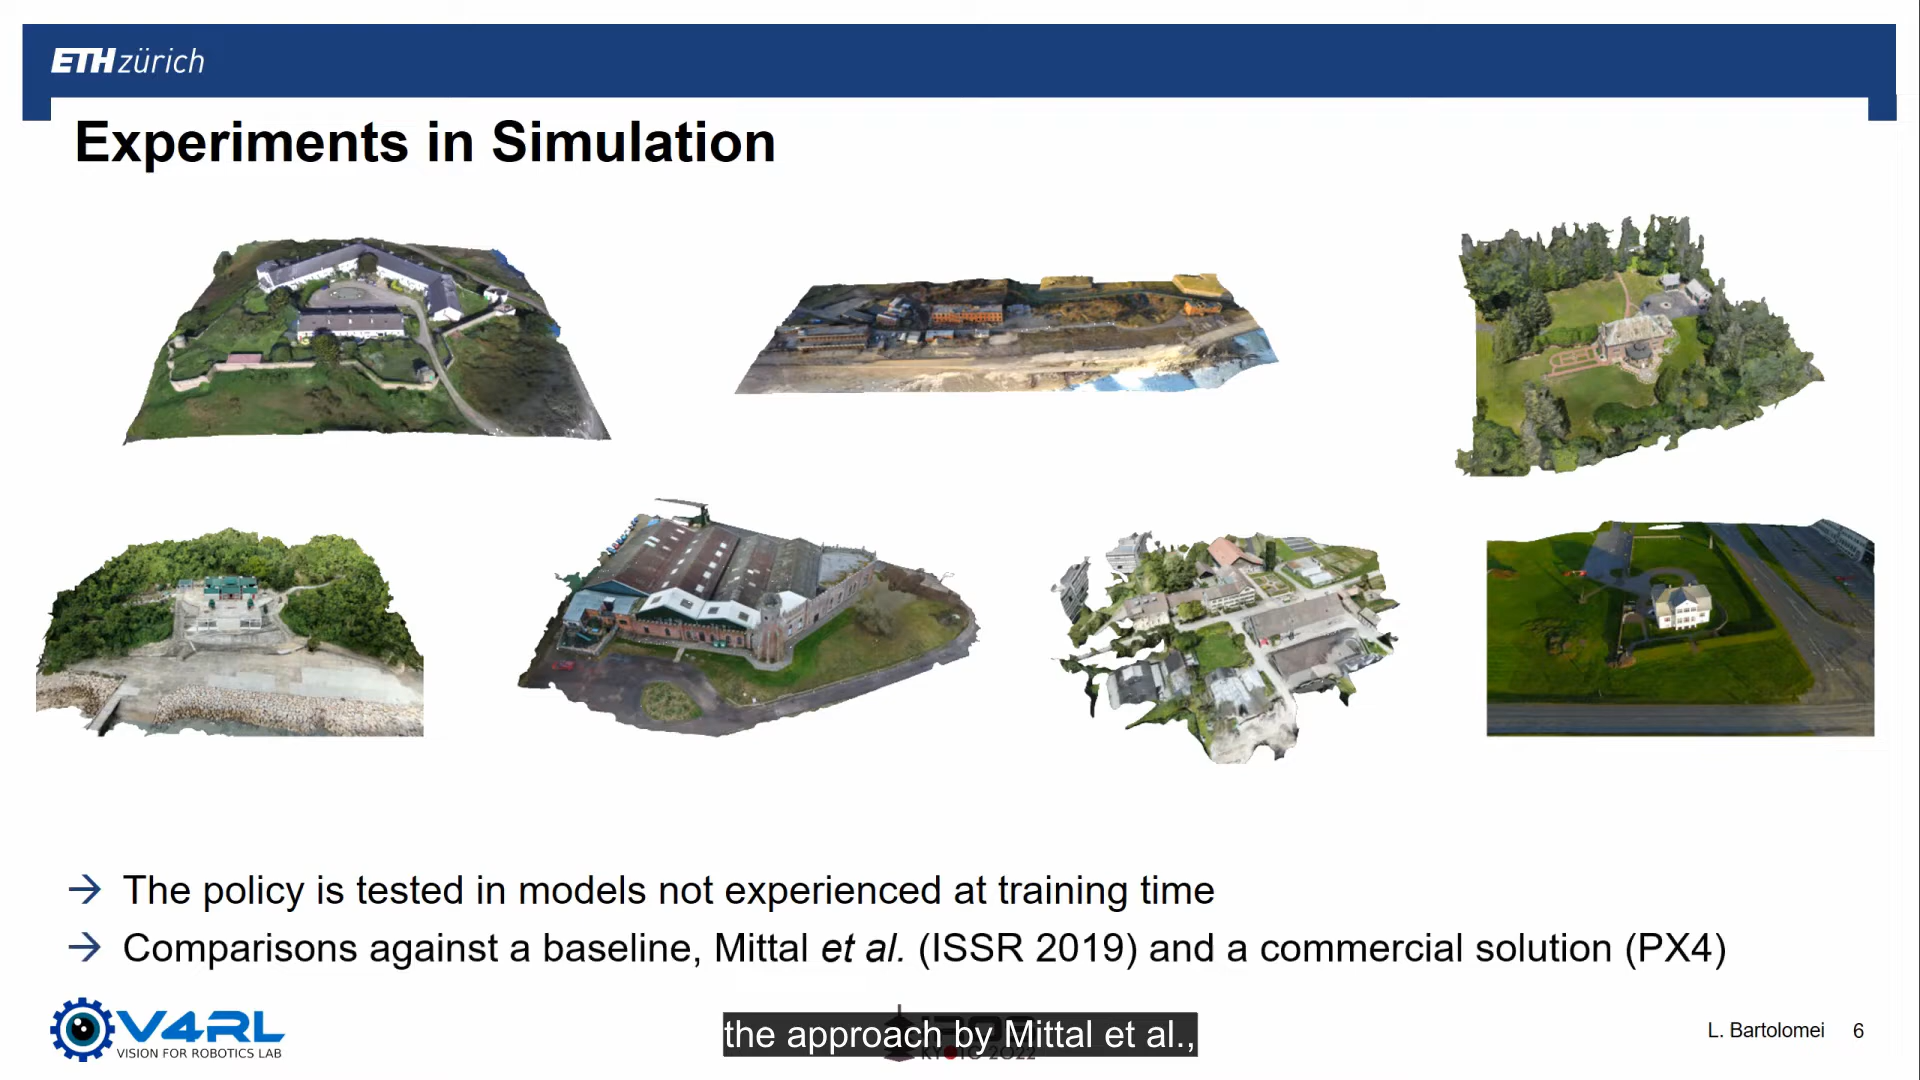 ETH zürich
Experiments in Simulation
→ The policy is tested in models not experienced at training time
→ Comparisons against a baseline, Mittal et al. (ISSR 2019) and a commercial solution (PX4)
V4RL
VISION FOR ROBOTICS LAB
the approach by Mittal et al.,
KYOTO 2022
L. Bartolomei 6